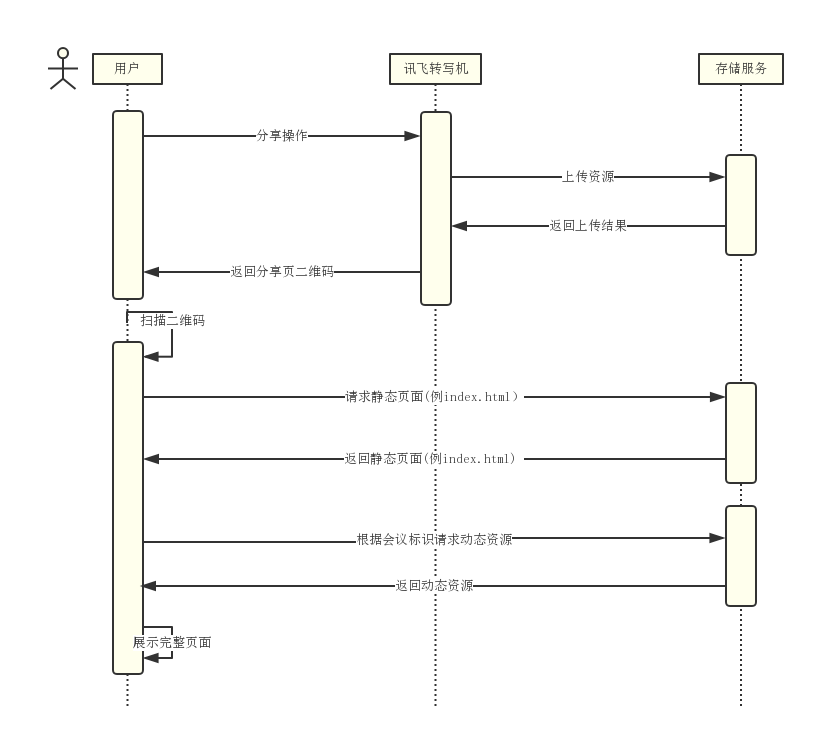 用户
讯飞转写机
存储服务
分享操作
上传资源
返回上传结果
返回分享页二维码
扫描二维码
请求静态页面(例index.html）
返回静态页面(例index.html)
根据会议标识请求动态资源
返回动态资源
展示完整页面